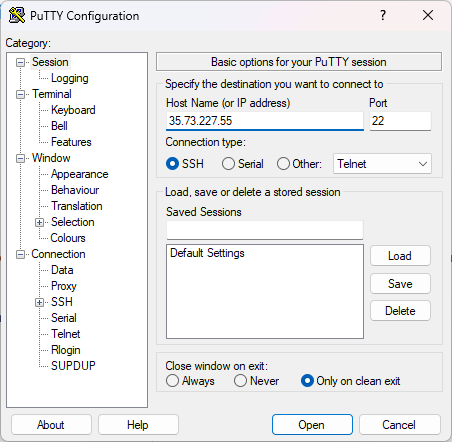 PuTTY Configuration
?
Category:
Session
Logging
Terminal
Keyboard
Bell
Features
Window
Appearance
Behaviour
Translation
Selection
Colours
Connection
Data
Proxy
SSH
Serial
Telnet
Rlogin
SUPDUP
Basic options for your PuTTY session
Specify the destination you want to connect to
Host Name (or IP address) Port
35.73.227.55 22
Connection type:
SSH Serial Other: Telnet
Load, save or delete a stored session
Saved Sessions
Default Settings
Load
Save
Delete
Close window on exit:
Always Never Only on clean exit
About Help Open Cancel